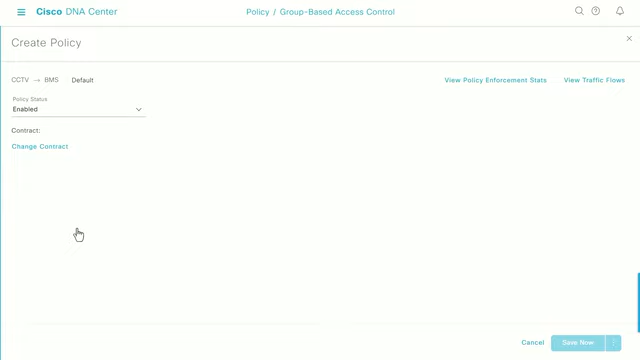 Cisco DNA Center
Policy / Group-Based Access Control
Create Policy
CCTV → BMS Default
View Policy Enforcement Stats
View Traffic Flows
Policy Status
Enabled
Contract:
Change Contract
Cancel
Save Now